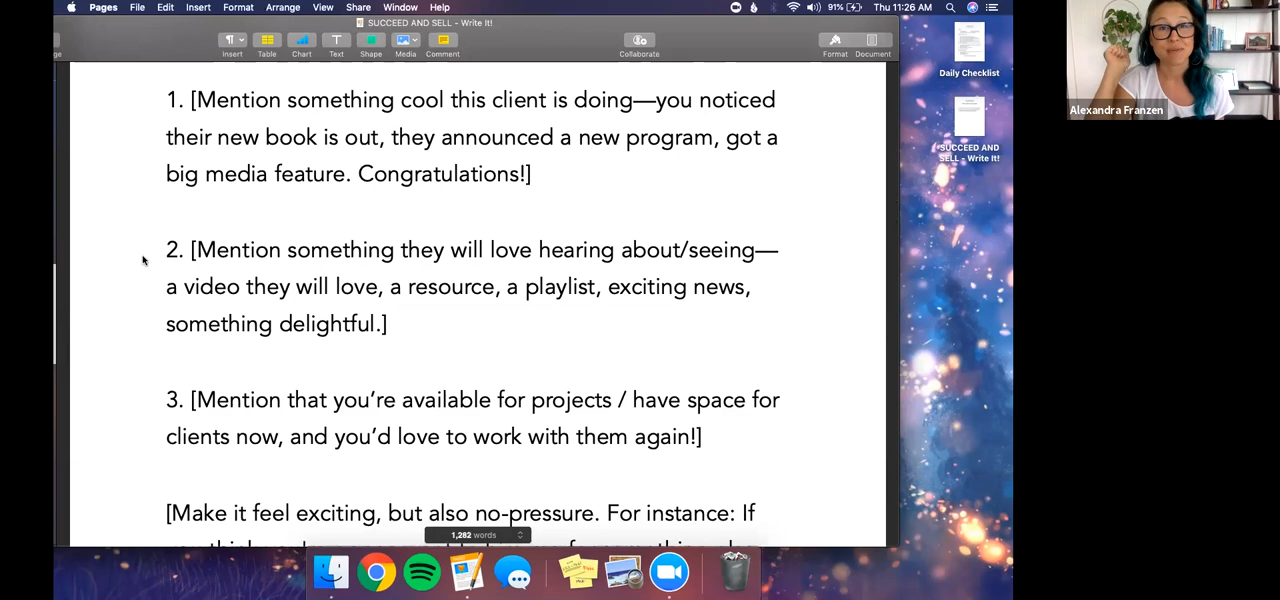 Pages File Edit Insert Format Arrange View Share Window Help 91% Thu 11:26 AM
SUCCEED AND SELL - Write It!
Insert Table Chart Text Shape Media Comment Collaborate Format Document
1. [Mention something cool this client is doing—you noticed
their new book is out, they announced a new program, got a
big media feature. Congratulations!]
2. [Mention something they will love hearing about/seeing—
a video they will love, a resource, a playlist, exciting news,
something delightful.]
3. [Mention that you’re available for projects / have space for
clients now, and you’d love to work with them again!]
[Make it feel exciting, but also no-pressure. For instance: If
1,282 words
Daily Checklist
SUCCEED AND
SELL - Write It!
Alexandra Franzen